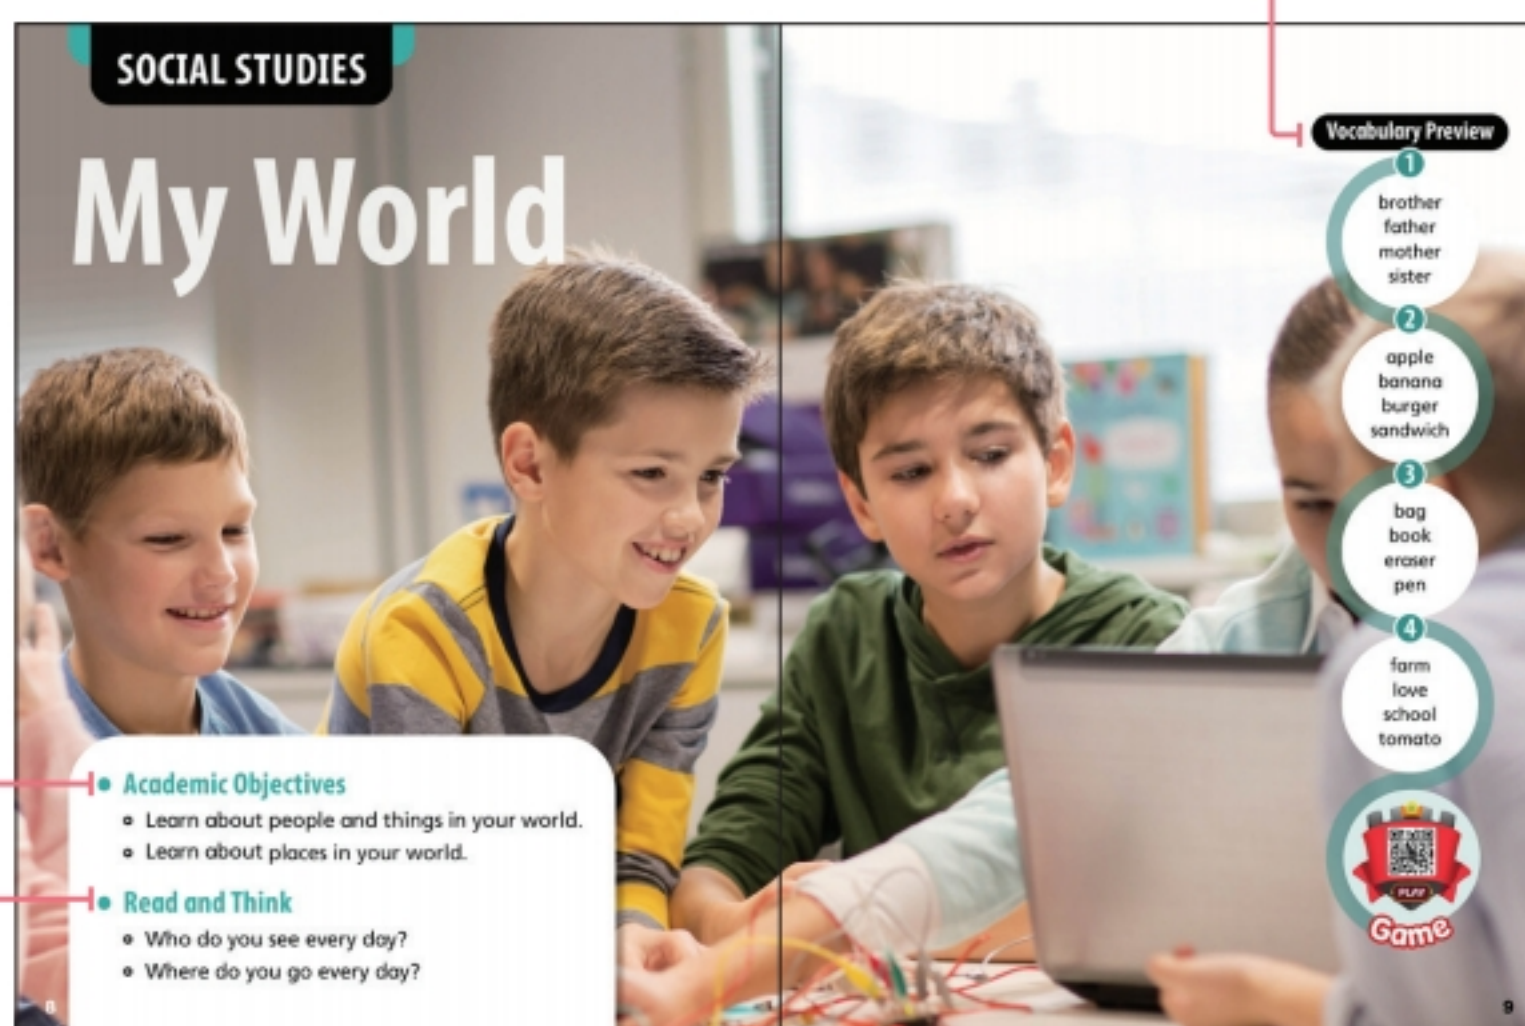 SOCIAL STUDIES
My World
Academic Objectives
Learn about people and things in your world.
Learn about places in your world.
Read and Think
Who do you see every day?
Where do you go every day?
8
Vocabulary Preview
1
brother
father
mother
sister
2
apple
banana
burger
sandwich
3
bag
book
eraser
pen
4
farm
love
school
tomato
PLAY
Game
9